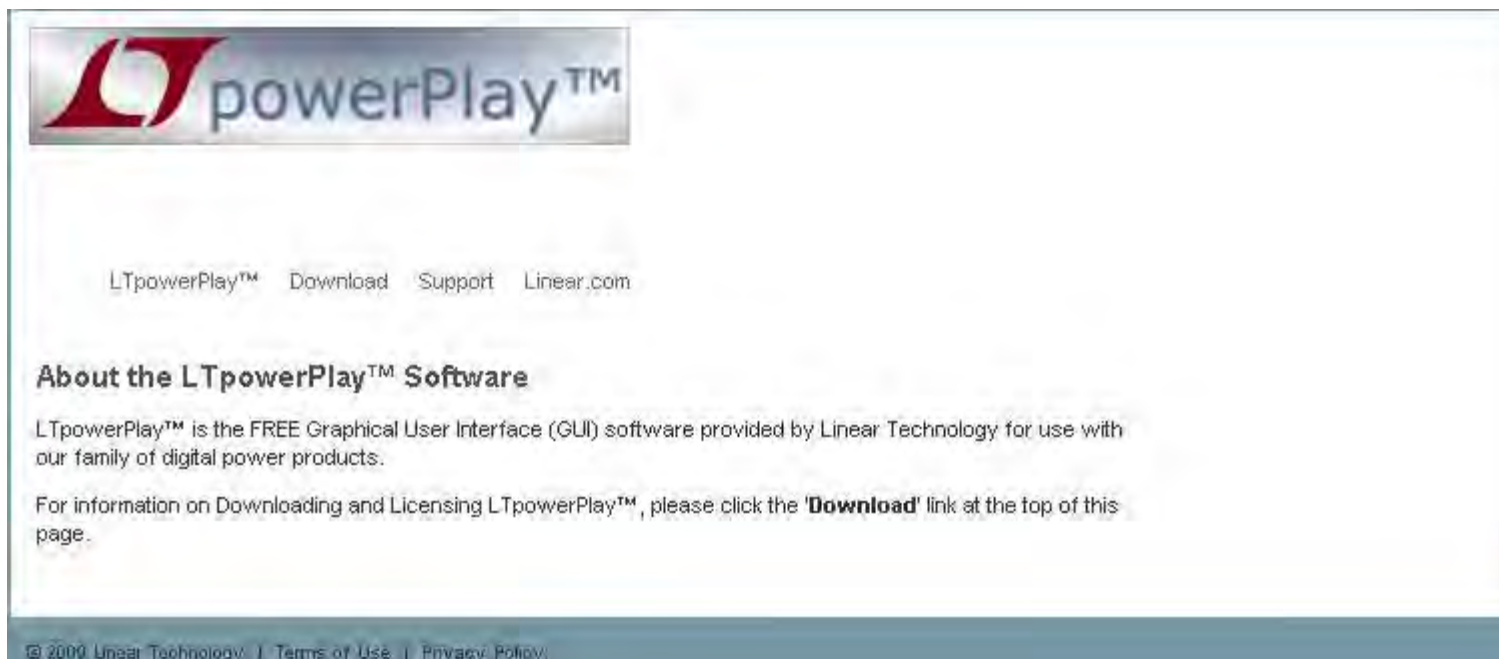 LT powerPlay™
LTpowerPlay™ Download Support Linear.com
About the LTpowerPlay™ Software
LTpowerPlay™ is the FREE Graphical User Interface (GUI) software provided by Linear Technology for use with
our family of digital power products.
For information on Downloading and Licensing LTpowerPlay™, please click the 'Download' link at the top of this
page.
© 2009 Linear Technology | Terms of Use | Privacy Policy